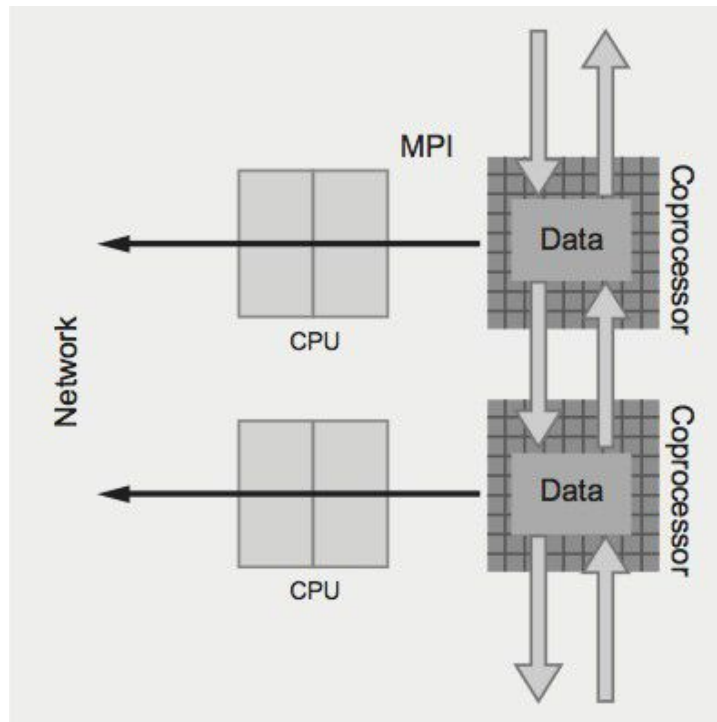 MPI
Coprocessor
Data
CPU
Network
Coprocessor
Data
CPU